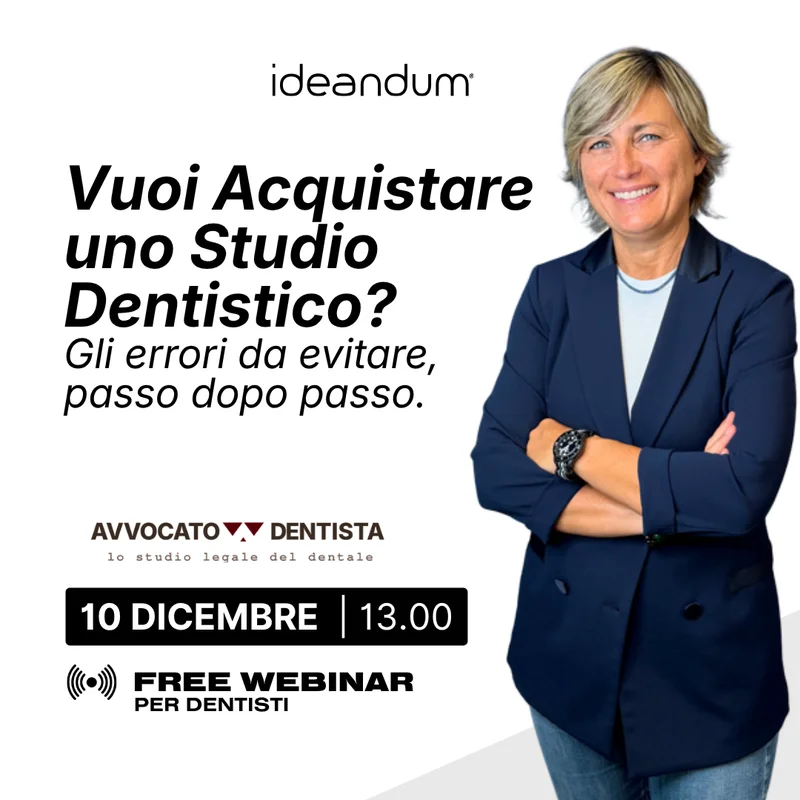 ideandum®
Vuoi Acquistare
uno Studio
Dentistico?
Gli errori da evitare,
passo dopo passo.
AVVOCATO DENTISTA
lo studio legale del dentale
10 DICEMBRE | 13.00
FREE WEBINAR
PER DENTISTI